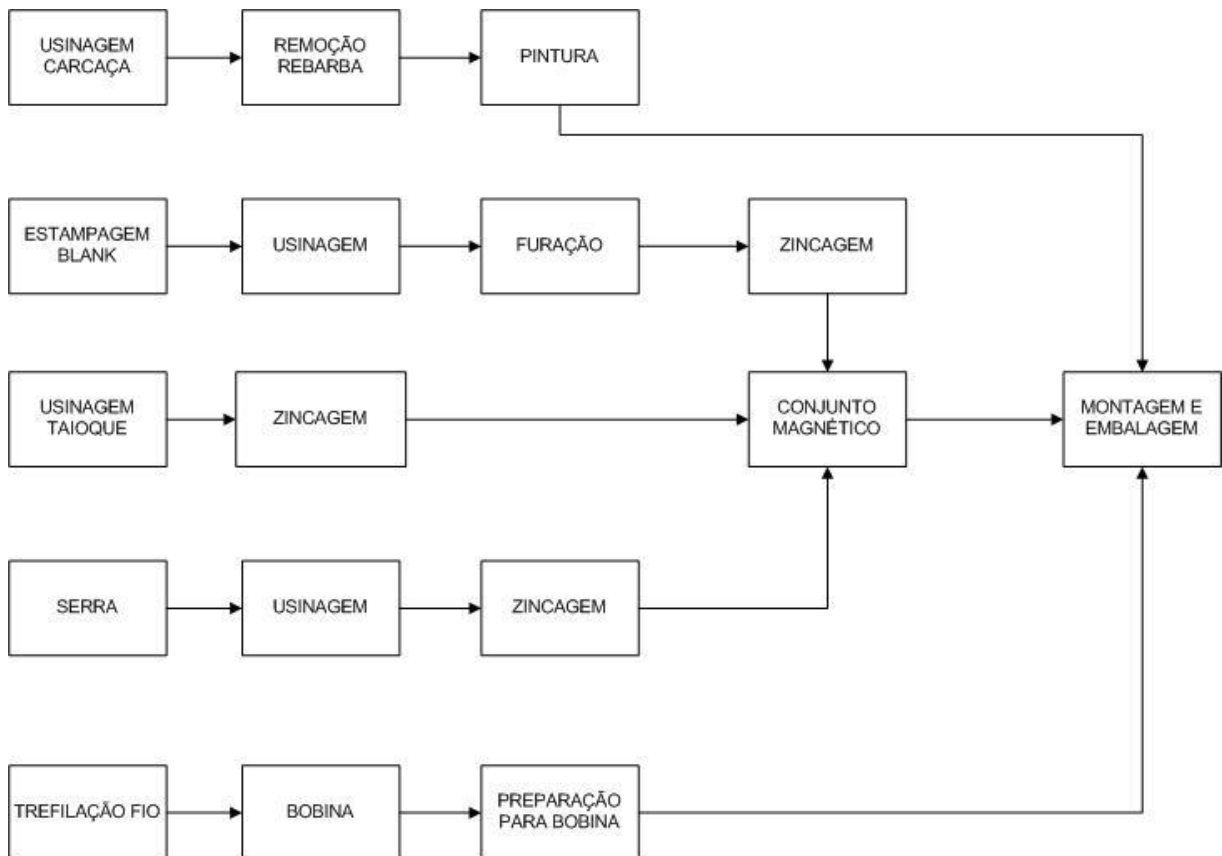 USINAGEM
CARCAÇA
REMOÇÃO
REBARBA
PINTURA
ESTAMPAGEM
BLANK
USINAGEM
FURAÇÃO
ZINCAGEM
USINAGEM
TAIOQUE
ZINCAGEM
CONJUNTO
MAGNÉTICO
MONTAGEM E
EMBALAGEM
SERRA
USINAGEM
ZINCAGEM
TREFILAÇÃO FIO
BOBINA
PREPARAÇÃO
PARA BOBINA